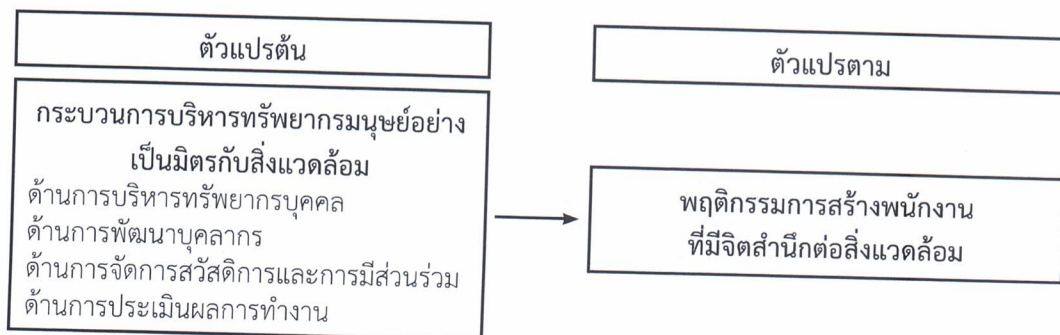 ตัวแปรต้น
กระบวนการบริหารทรัพยากรมนุษย์อย่าง
เป็นมิตรกับสิ่งแวดล้อม
ด้านการบริหารทรัพยากรบุคคล
ด้านการพัฒนาบุคลากร
ด้านการจัดการสวัสดิการและการมีส่วนร่วม
ด้านการประเมินผลการทำงาน
ตัวแปรตาม
พฤติกรรมการสร้างพนักงาน
ที่มีจิตสำนึกต่อสิ่งแวดล้อม